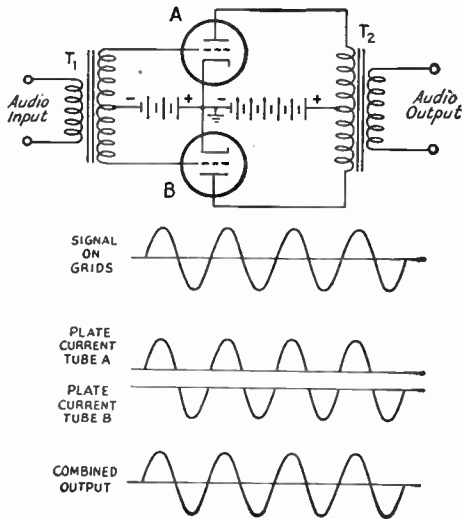 A
T1
T2
Audio
Input
- +
- +
Audio
Output
B
SIGNAL
ON
GRIDS
PLATE
CURRENT
TUBE A
PLATE
CURRENT
TUBE B
COMBINED
OUTPUT